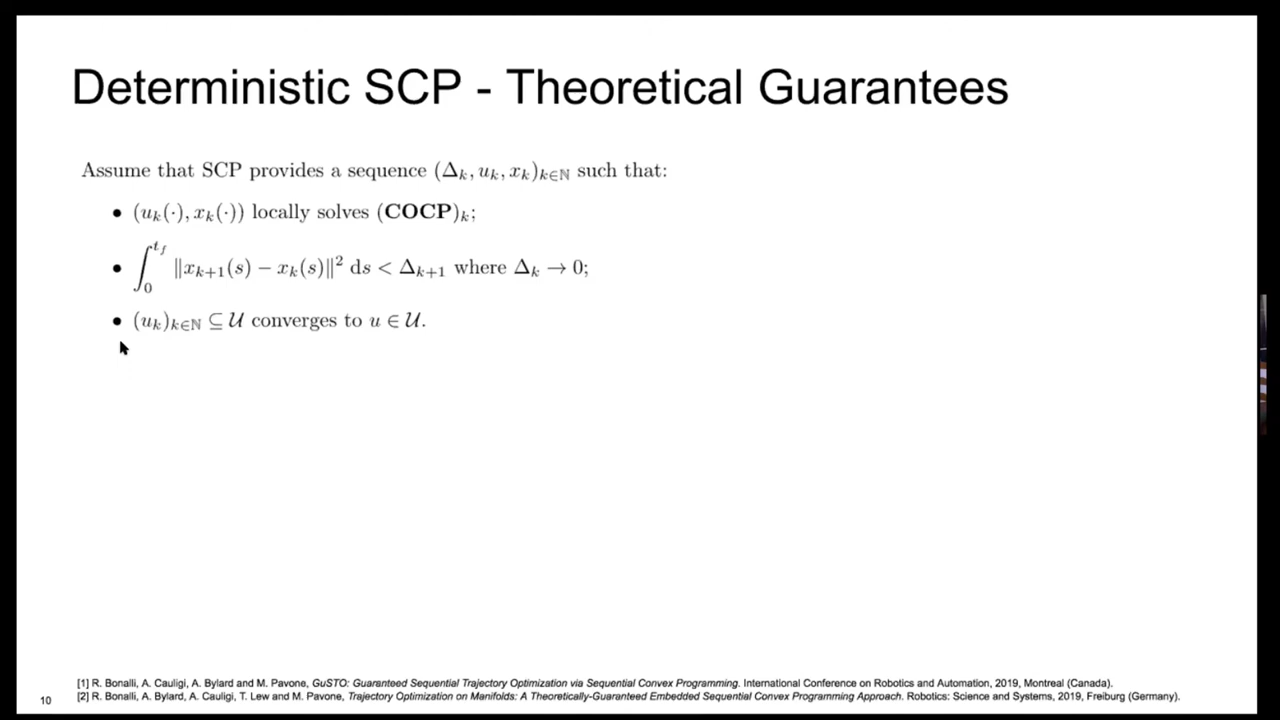 Deterministic SCP - Theoretical Guarantees
Assume that SCP provides a sequence (Δ_k, u_k, x_k)_{k∈ℕ} such that:
• (u_k(·), x_k(·)) locally solves (COCP)_k;
• ∫_0^{t_f} ‖x_{k+1}(s) − x_k(s)‖² ds < Δ_{k+1} where Δ_k → 0;
• (u_k)_{k∈ℕ} ⊆ 𝒰 converges to u ∈ 𝒰.
[1] R. Bonalli, A. Cauligi, A. Bylard and M. Pavone, GuSTO: Guaranteed Sequential Trajectory Optimization via Sequential Convex Programming. International Conference on Robotics and Automation, 2019, Montreal (Canada).
[2] R. Bonalli, A. Bylard, A. Cauligi, T. Lew and M. Pavone, Trajectory Optimization on Manifolds: A Theoretically-Guaranteed Embedded Sequential Convex Programming Approach. Robotics: Science and Systems, 2019, Freiburg (Germany).
10